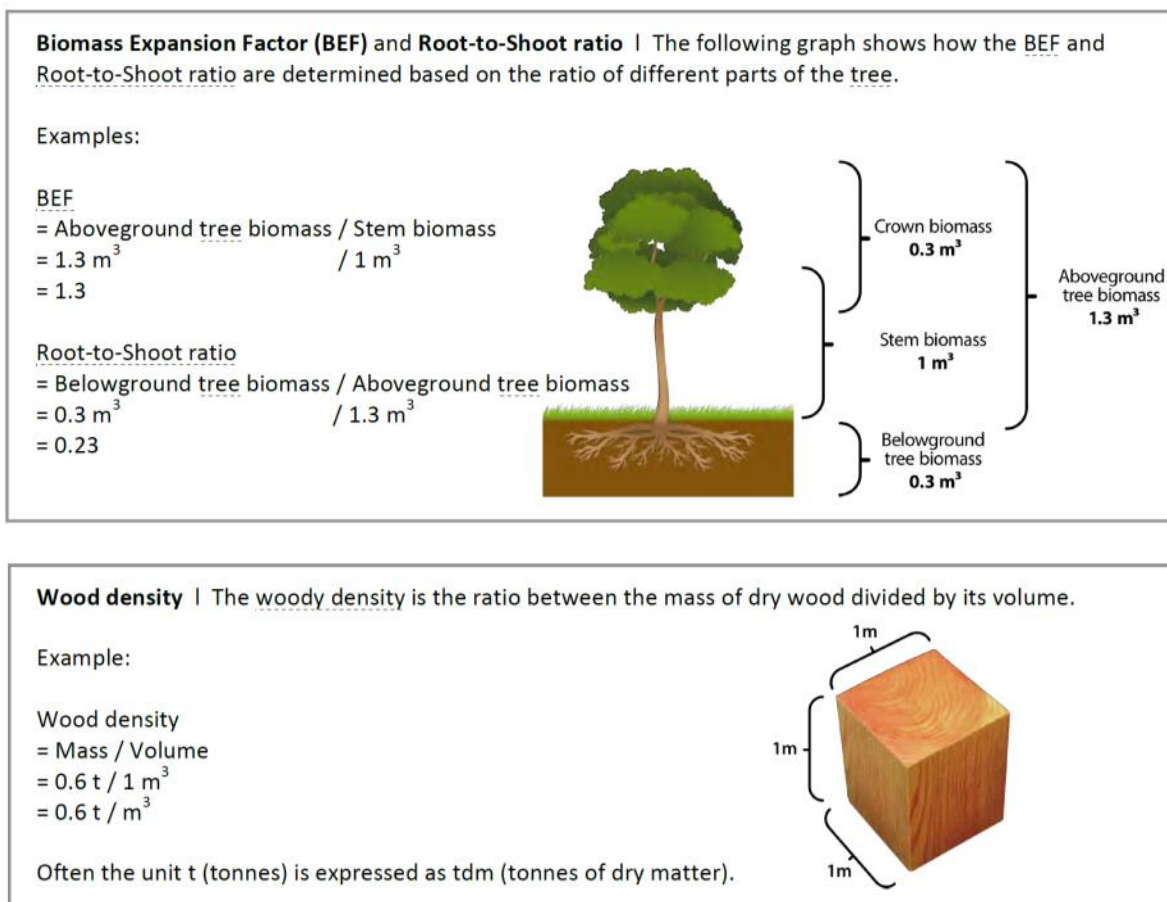 Biomass Expansion Factor (BEF) and Root-to-Shoot ratio | The following graph shows how the BEF and
Root-to-Shoot ratio are determined based on the ratio of different parts of the tree.
Examples:
BEF
= Aboveground tree biomass / Stem biomass
= 1.3 m³ / 1 m³
= 1.3
Root-to-Shoot ratio
= Belowground tree biomass / Aboveground tree biomass
= 0.3 m³ / 1.3 m³
= 0.23
Crown biomass
0.3 m³
Stem biomass
1 m³
Belowground
tree biomass
0.3 m³
Aboveground
tree biomass
1.3 m³
Wood density | The woody density is the ratio between the mass of dry wood divided by its volume.
Example:
Wood density
= Mass / Volume
= 0.6 t / 1 m³
= 0.6 t / m³
Often the unit t (tonnes) is expressed as tdm (tonnes of dry matter).
1m
1m
1m